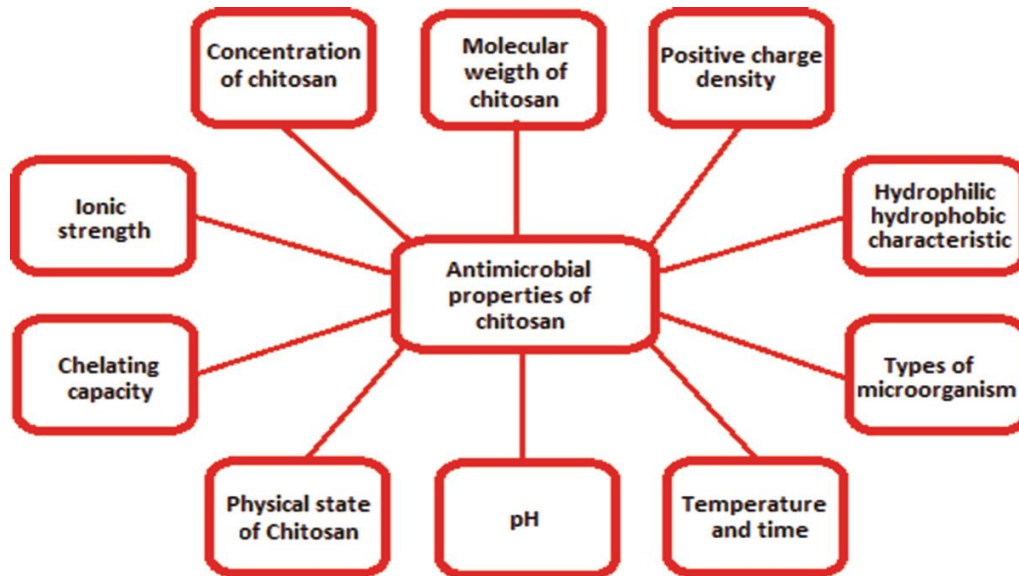 Concentration
of chitosan
Molecular
weigth of
chitosan
Positive charge
density
Ionic
strength
Hydrophilic
hydrophobic
characteristic
Antimicrobial
properties of
chitosan
Chelating
capacity
Types of
microorganism
Physical state
of Chitosan
pH
Temperature
and time